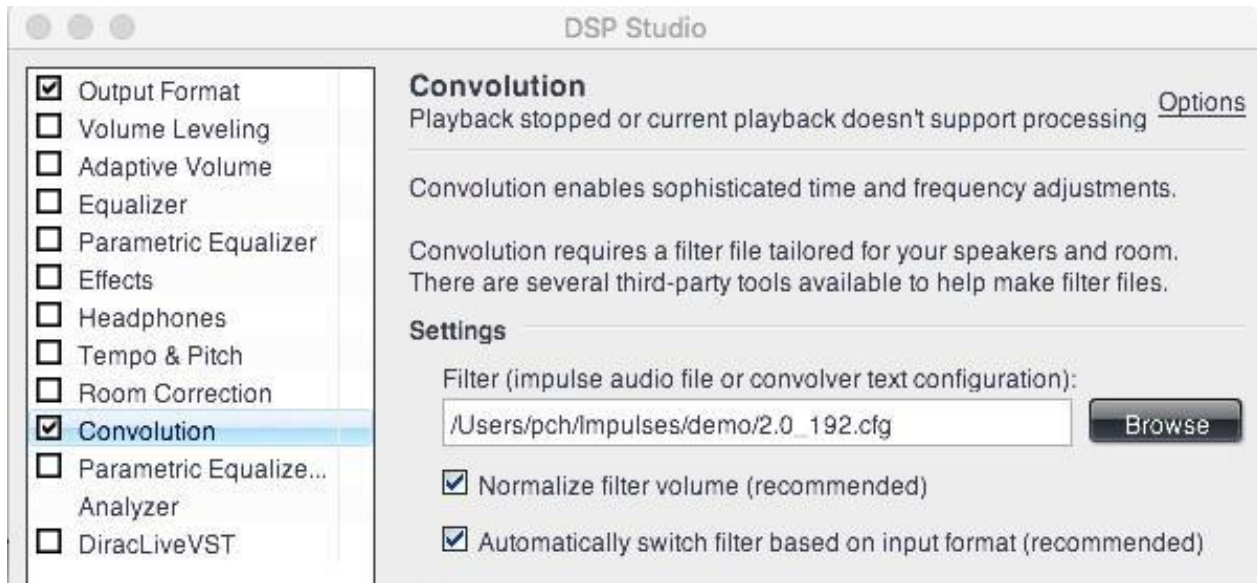 DSP Studio
Output Format
Volume Leveling
Adaptive Volume
Equalizer
Parametric Equalizer
Effects
Headphones
Tempo & Pitch
Room Correction
Convolution
Parametric Equalize...
Analyzer
DiracLiveVST
Convolution
Playback stopped or current playback doesn't support processing Options
Convolution enables sophisticated time and frequency adjustments.
Convolution requires a filter file tailored for your speakers and room.
There are several third-party tools available to help make filter files.
Settings
Filter (impulse audio file or convolver text configuration):
/Users/pch/Impulses/demo/2.0_192.cfg Browse
Normalize filter volume (recommended)
Automatically switch filter based on input format (recommended)